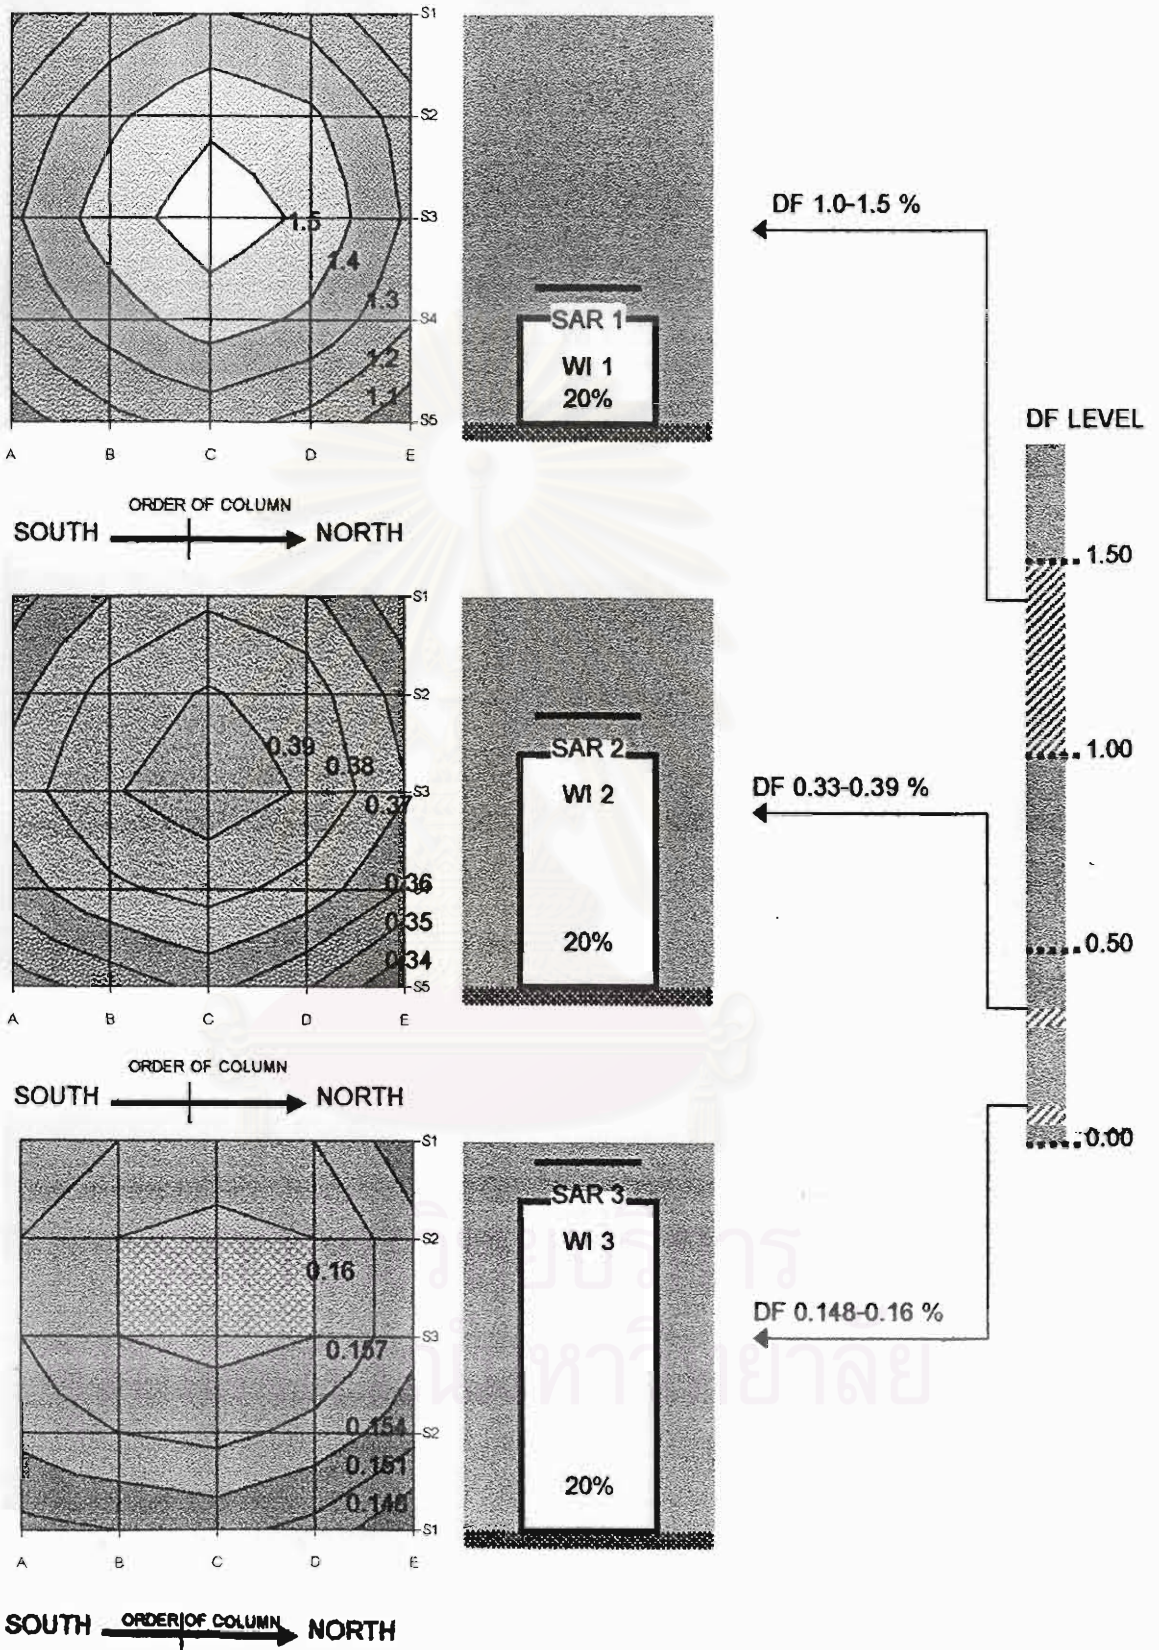 S1
S2
1.5 S3
1.4
1.3
S4
1.2
1.1
S5
A B C D E
SAR 1
WI 1
20%
DF 1.0-1.5 %
ORDER OF COLUMN
SOUTH NORTH
S1
S2
0.39
0.38
S3
0.37
0.36
0.35
0.34
S5
A B C D E
SAR 2
WI 2
20%
DF 0.33-0.39 %
ORDER OF COLUMN
SOUTH NORTH
S1
S2
0.16
S3
0.157
0.154 S2
0.151
0.148
S1
A B C D E
SAR 3
WI 3
20%
DF 0.148-0.16 %
SOUTH ORDER OF COLUMN NORTH
DF LEVEL
1.50
1.00
0.50
0.00